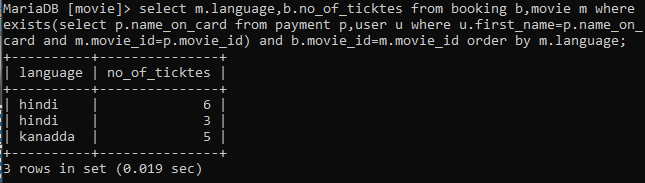 MariaDB [movie]> select m.language,b.no_of_ticktes from booking b,movie m where
exists(select p.name_on_card from payment p,user u where u.first_name=p.name_on_
card and m.movie_id=p.movie_id) and b.movie_id=m.movie_id order by m.language;
+----------+---------------+
| language | no_of_ticktes |
+----------+---------------+
| hindi    |             6 |
| hindi    |             3 |
| kanadda  |             5 |
+----------+---------------+
3 rows in set (0.019 sec)